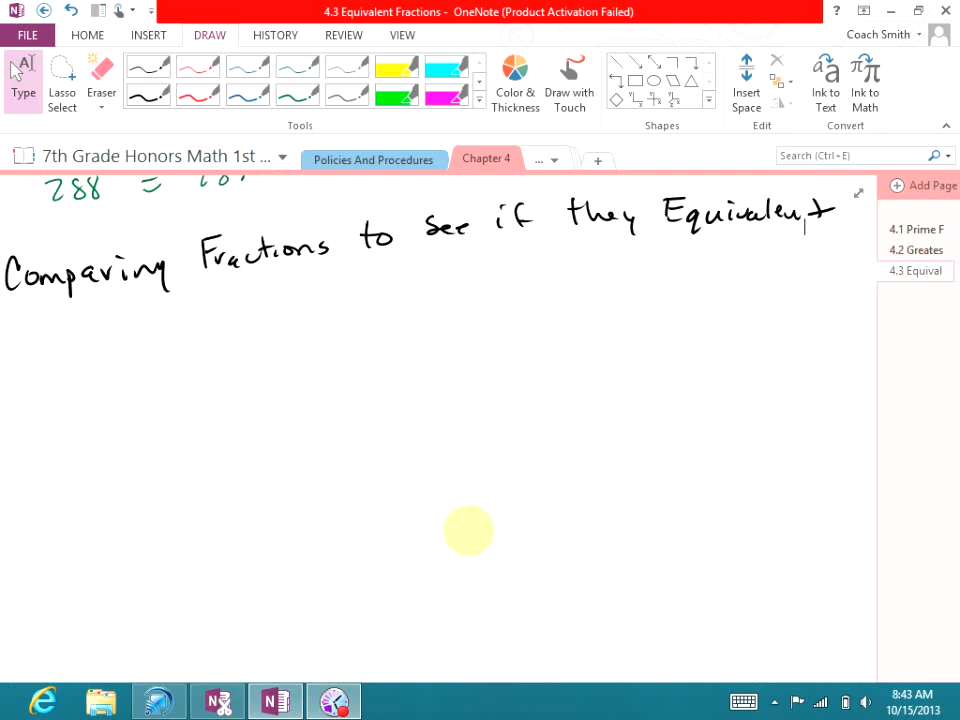 4.3 Equivalent Fractions - OneNote (Product Activation Failed)
FILE HOME INSERT DRAW HISTORY REVIEW VIEW Coach Smith
Type Lasso Select Eraser Color & Thickness Draw with Touch Insert Space Ink to Text Ink to Math
Tools Shapes Edit Convert
7th Grade Honors Math 1st ... Policies And Procedures Chapter 4 ... Search (Ctrl+E)
Add Page
4.1 Prime F
4.2 Greates
4.3 Equival
288 =
Comparing Fractions to see if they Equivalent
8:43 AM
10/15/2013